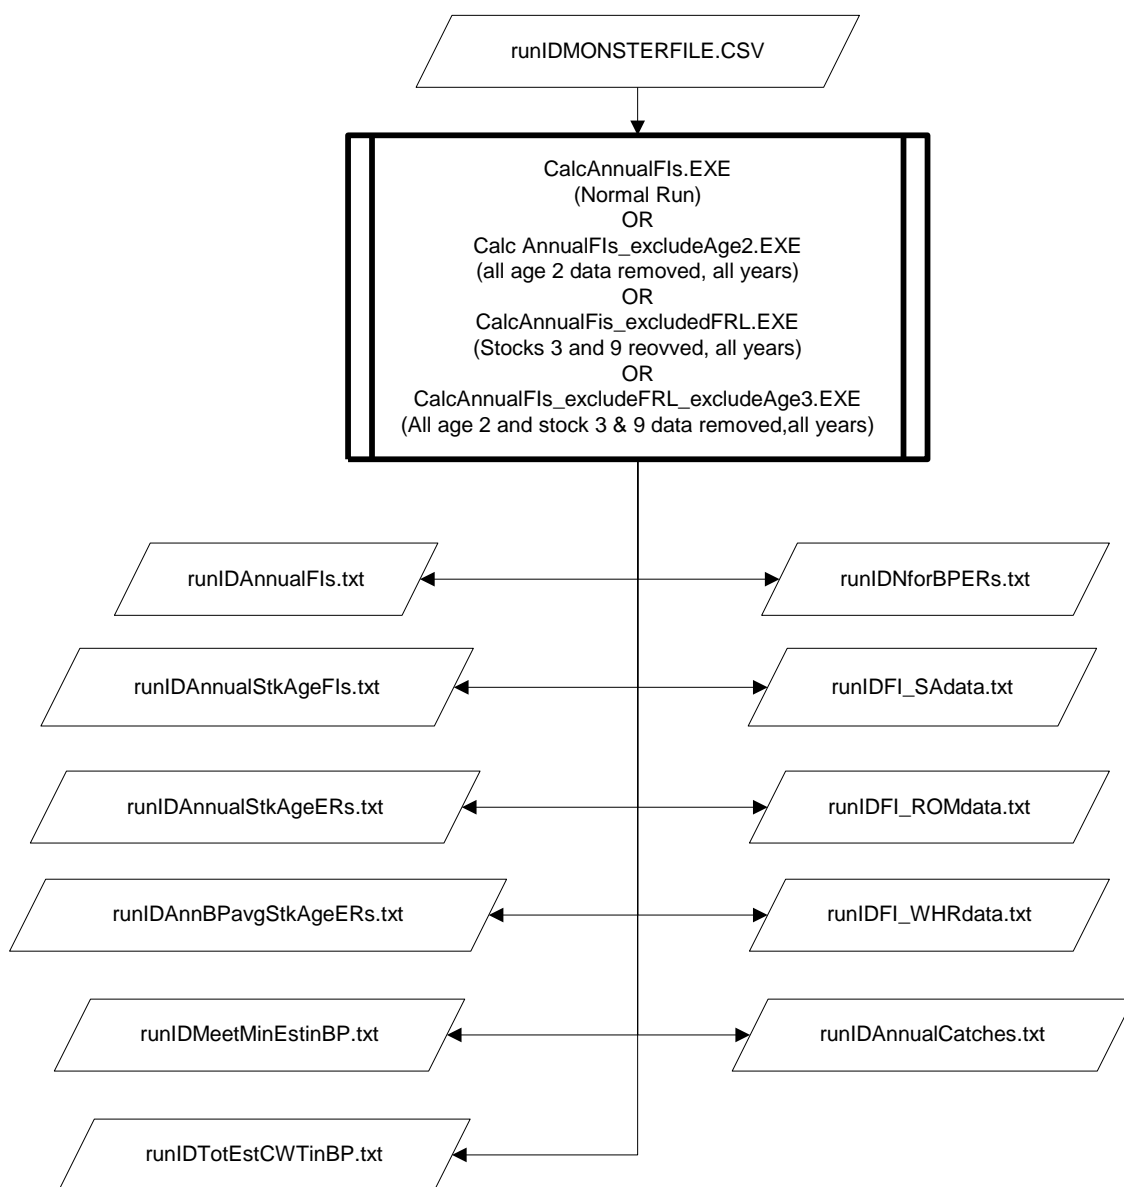 runIDMONSTERFILE.CSV
CalcAnnualFIs.EXE
(Normal Run)
OR
Calc AnnualFIs_excludeAge2.EXE
(all age 2 data removed, all years)
OR
CalcAnnualFis_excludedFRL.EXE
(Stocks 3 and 9 reovved, all years)
OR
CalcAnnualFIs_excludeFRL_excludeAge3.EXE
(All age 2 and stock 3 & 9 data removed,all years)
runIDAnnualFIs.txt
runIDNforBPERs.txt
runIDAnnualStkAgeFIs.txt
runIDFI_SAdata.txt
runIDAnnualStkAgeERs.txt
runIDFI_ROMdata.txt
runIDAnnBPavgStkAgeERs.txt
runIDFI_WHRdata.txt
runIDMeetMinEstinBP.txt
runIDAnnualCatches.txt
runIDTotEstCWTinBP.txt